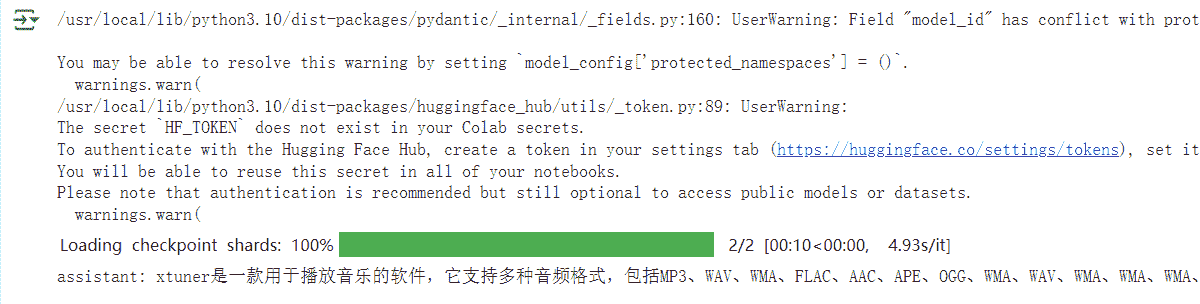 /usr/local/lib/python3.10/dist-packages/pydantic/_internal/_fields.py:160: UserWarning: Field "model_id" has conflict with prot
You may be able to resolve this warning by setting `model_config['protected_namespaces'] = ()`.
warnings.warn(
/usr/local/lib/python3.10/dist-packages/huggingface_hub/utils/_token.py:89: UserWarning:
The secret `HF_TOKEN` does not exist in your Colab secrets.
To authenticate with the Hugging Face Hub, create a token in your settings tab (https://huggingface.co/settings/tokens), set it
You will be able to reuse this secret in all of your notebooks.
Please note that authentication is recommended but still optional to access public models or datasets.
warnings.warn(
Loading checkpoint shards: 100% 2/2 [00:10<00:00, 4.93s/it]
assistant: xtuner是一款用于播放音乐的软件，它支持多种音频格式，包括MP3、WAV、WMA、FLAC、AAC、APE、OGG、WMA、WAV、WMA、WMA、WMA、